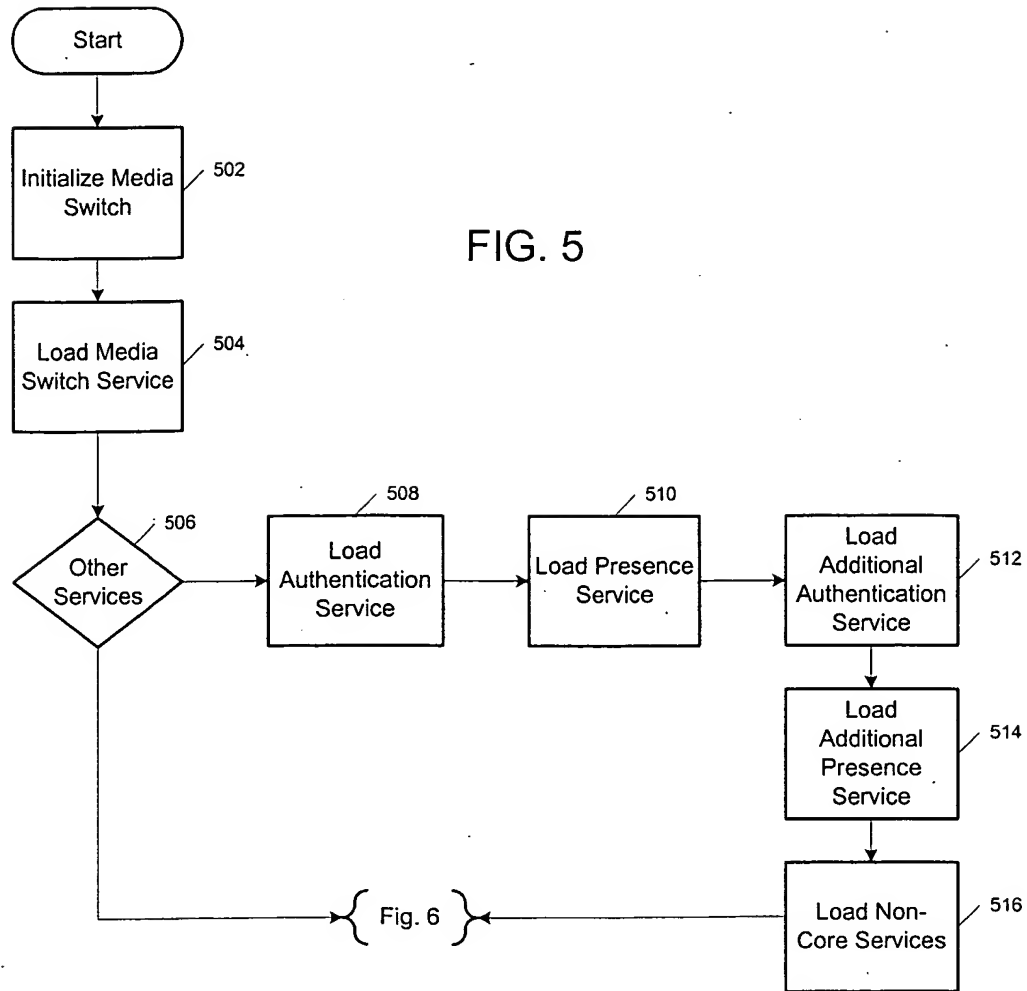 Start
Initialize Media
Switch
502
FIG. 5
Load Media
Switch Service
504
Other
Services
506
Load
Authentication
Service
508
Load Presence
Service
510
Load
Additional
Authentication
Service
512
Load
Additional
Presence
Service
514
Load Non-
Core Services
516
Fig. 6